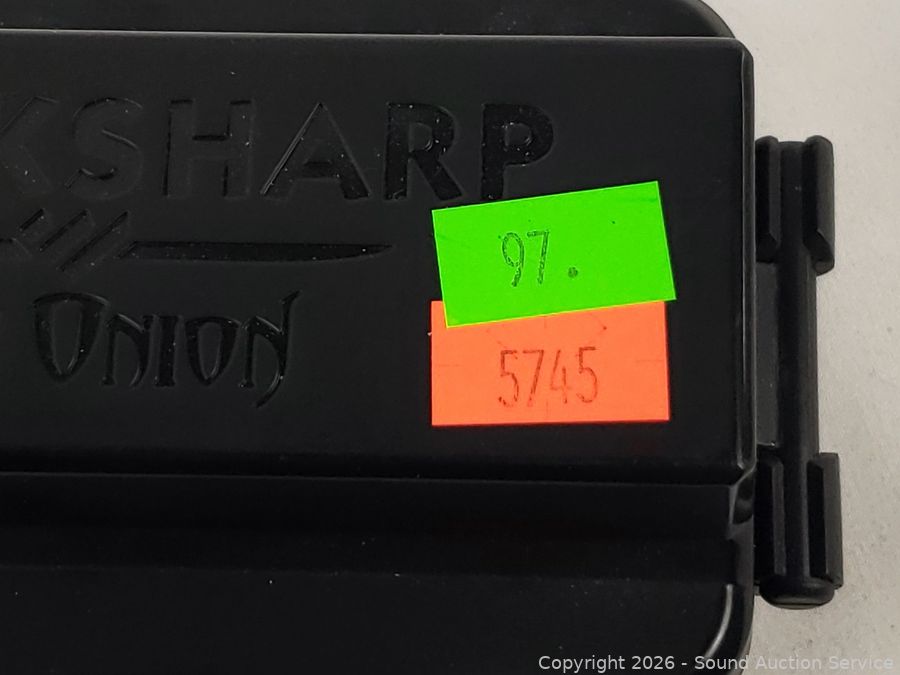 KSHARP
ONION
97.
5745
Copyright 2026 - Sound Auction Service